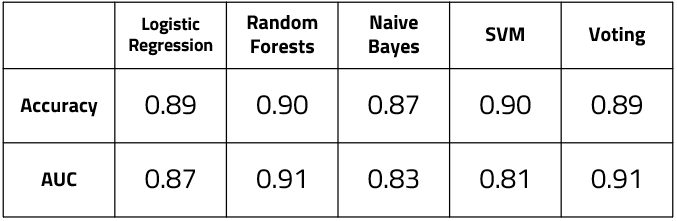 Logistic Regression Random Forests Naive Bayes SVM Voting
Accuracy 0.89 0.90 0.87 0.90 0.89
AUC 0.87 0.91 0.83 0.81 0.91